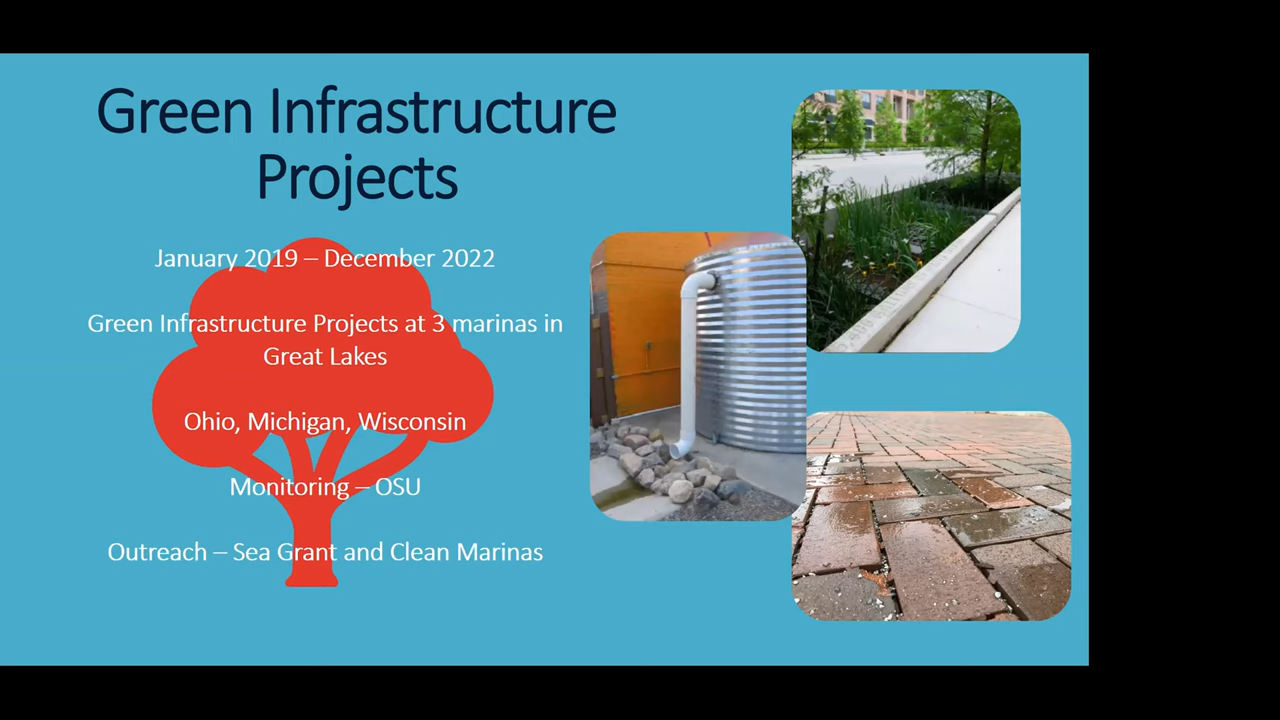 Green Infrastructure
Projects
January 2019 – December 2022
Green Infrastructure Projects at 3 marinas in
Great Lakes
Ohio, Michigan, Wisconsin
Monitoring – OSU
Outreach – Sea Grant and Clean Marinas